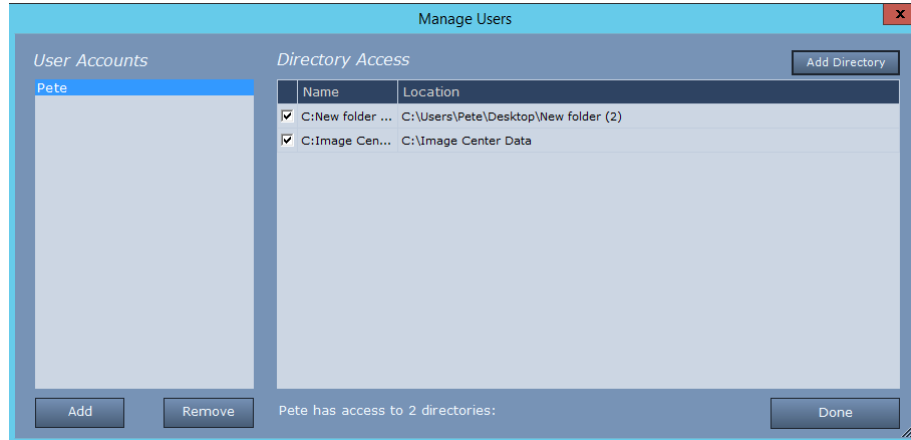 Manage Users
x
User Accounts
Pete
Directory Access
Add Directory
Name Location
C:New folder ... C:\Users\Pete\Desktop\New folder (2)
C:Image Cen... C:\Image Center Data
Add Remove
Pete has access to 2 directories:
Done